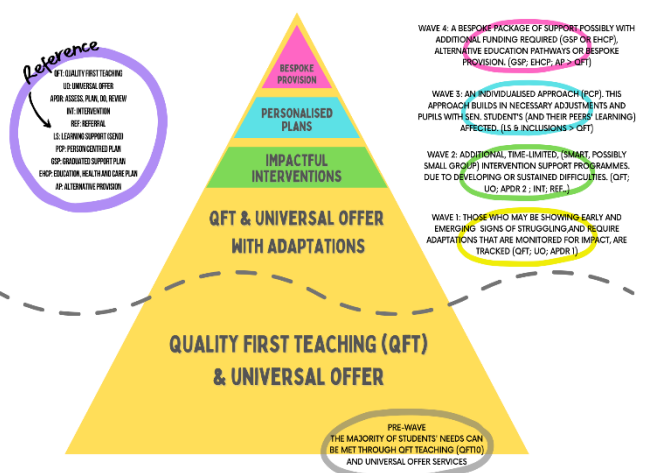 Reference
QFT: QUALITY FIRST TEACHING
UO: UNIVERSAL OFFER
APDR: ASSESS, PLAN, DO, REVIEW
INT: INTERVENTION
REF: REFERRAL
LS: LEARNING SUPPORT (SEND)
PCP: PERSON CENTRED PLAN
GSP: GRADUATED SUPPORT PLAN
EHCP: EDUCATION, HEALTH AND CARE PLAN
AP: ALTERNATIVE PROVISION
BESPOKE
PROVISION
PERSONALISED
PLANS
IMPACTFUL
INTERVENTIONS
QFT & UNIVERSAL OFFER
WITH ADAPTATIONS
QUALITY FIRST TEACHING (QFT)
& UNIVERSAL OFFER
WAVE 4: A BESPOKE PACKAGE OF SUPPORT POSSIBLY WITH
ADDITIONAL FUNDING REQUIRED (GSP OR EHCP),
ALTERNATIVE EDUCATION PATHWAYS OR BESPOKE
PROVISION. (GSP; EHCP; AP > QFT)
WAVE 3: AN INDIVIDUALISED APPROACH (PCP). THIS
APPROACH BUILDS IN NECESSARY ADJUSTMENTS AND
PUPILS WITH SEN. STUDENT'S (AND THEIR PEERS' LEARNING)
AFFECTED. (LS & INCLUSIONS > QFT)
WAVE 2: ADDITIONAL, TIME-LIMITED, (SMART, POSSIBLY
SMALL GROUP) INTERVENTION SUPPORT PROGRAMMES.
DUE TO DEVELOPING OR SUSTAINED DIFFICULTIES. (QFT;
UO; APDR 2 ; INT; REF..)
WAVE 1: THOSE WHO MAY BE SHOWING EARLY AND
EMERGING SIGNS OF STRUGGLING,AND REQUIRE
ADAPTATIONS THAT ARE MONITORED FOR IMPACT, ARE
TRACKED (QFT; UO; APDR 1)
PRE-WAVE
THE MAJORITY OF STUDENTS' NEEDS CAN
BE MET THROUGH QFT TEACHING (QFT10)
AND UNIVERSAL OFFER SERVICES